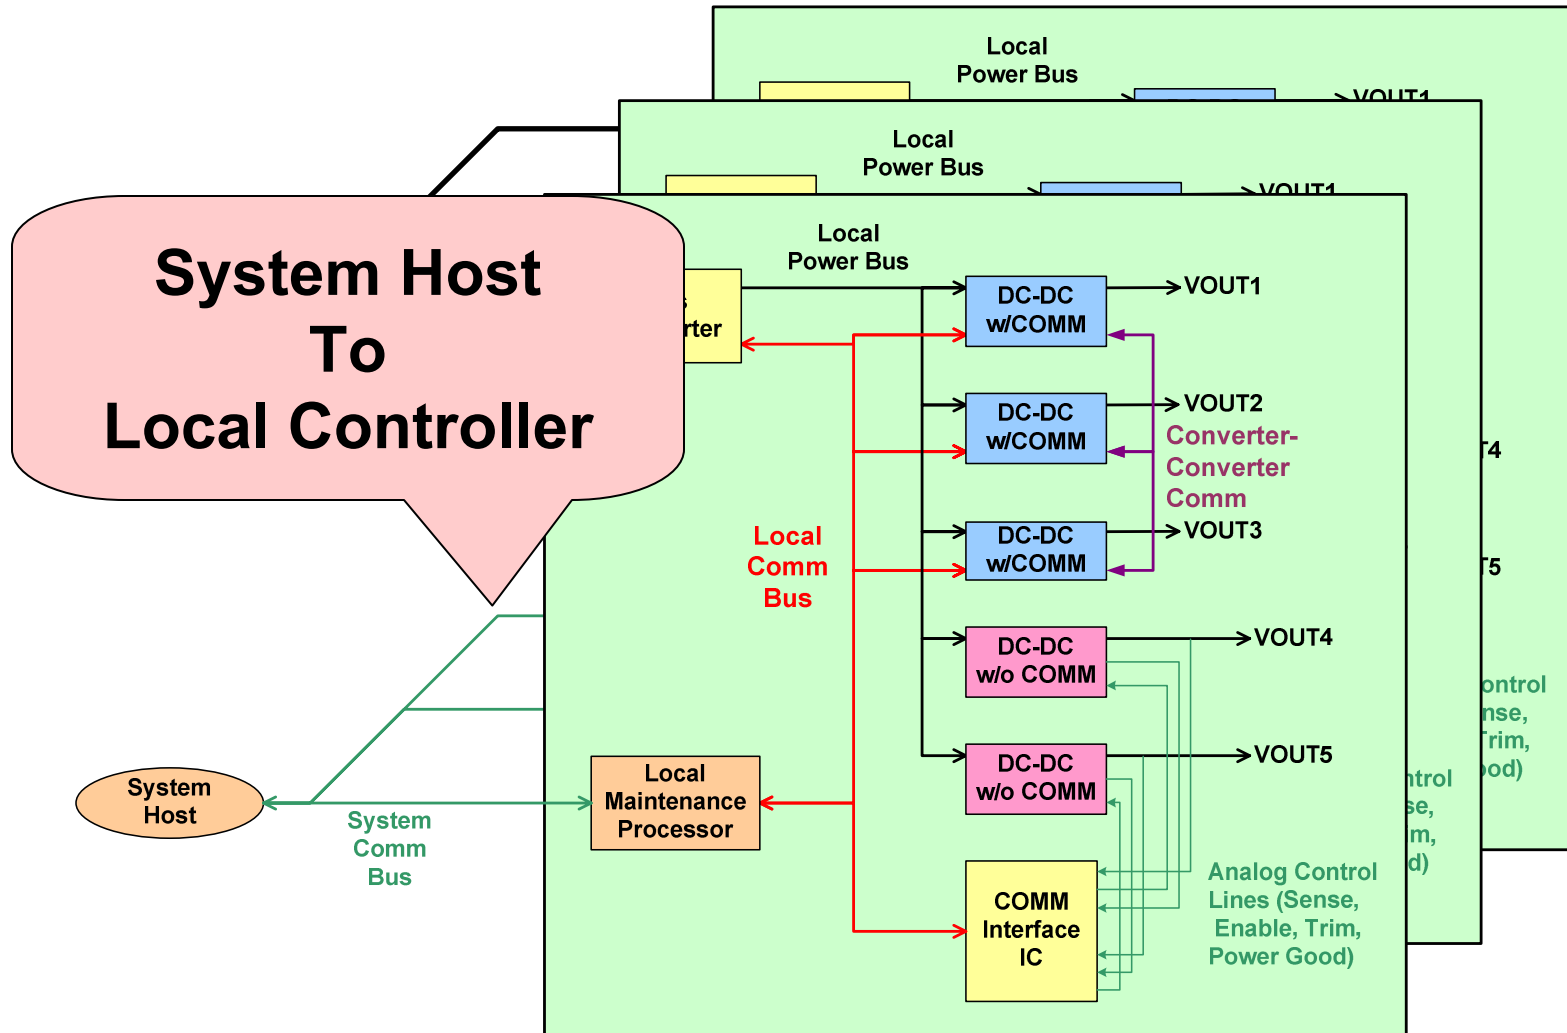 Local
Power Bus
VOUT1
Local
Power Bus
VOUT1
Local
Power Bus
System Host
To
Local Controller
DC-DC
w/COMM
VOUT1
DC-DC
w/COMM
VOUT2
Converter-
Converter
Comm
DC-DC
w/COMM
VOUT3
Local
Comm
Bus
DC-DC
w/o COMM
VOUT4
DC-DC
w/o COMM
VOUT5
System
Host
System
Comm
Bus
Local
Maintenance
Processor
COMM
Interface
IC
Analog Control
Lines (Sense,
Enable, Trim,
Power Good)